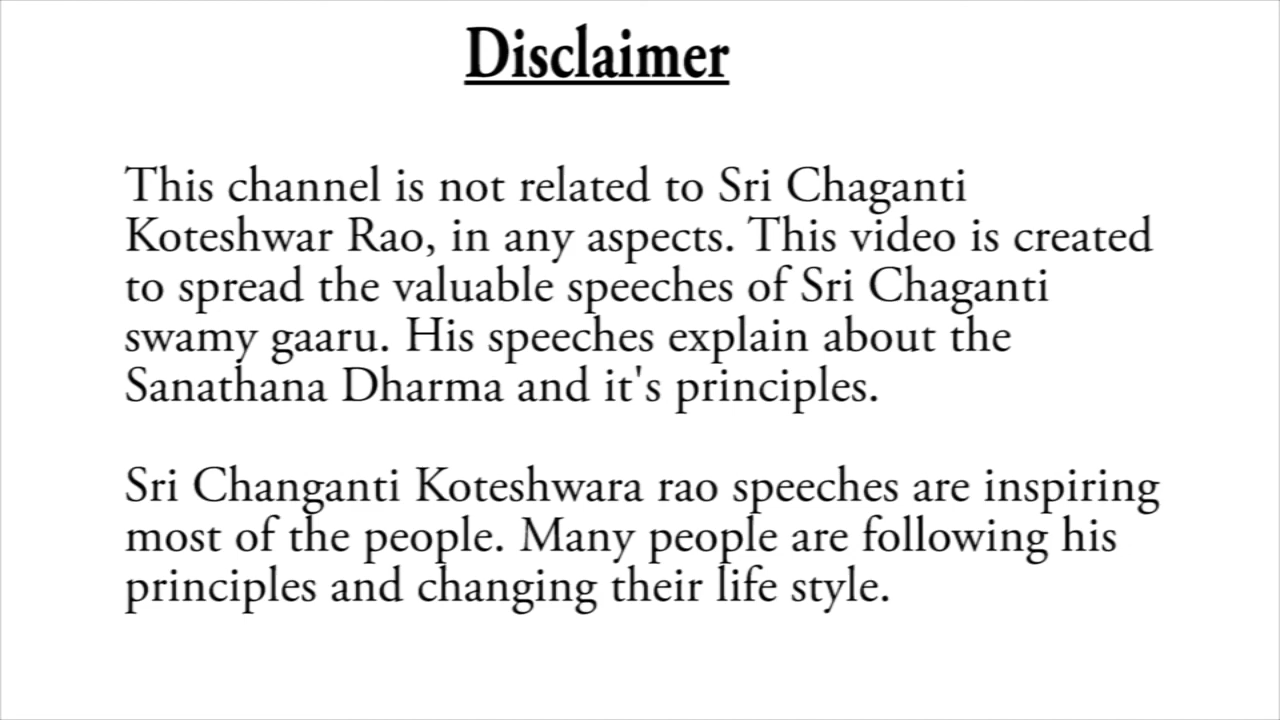 Disclaimer
This channel is not related to Sri Chaganti
Koteshwar Rao, in any aspects. This video is created
to spread the valuable speeches of Sri Chaganti
swamy gaaru. His speeches explain about the
Sanathana Dharma and it's principles.
Sri Changanti Koteshwara rao speeches are inspiring
most of the people. Many people are following his
principles and changing their life style.